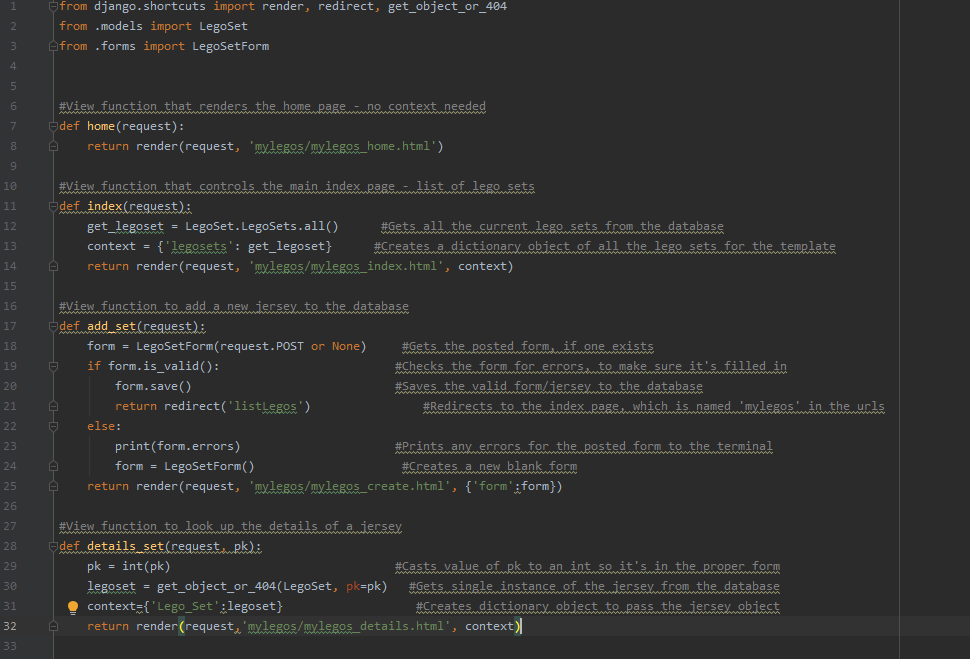 1 from django.shortcuts import render, redirect, get_object_or_404
2 from .models import LegoSet
3 from .forms import LegoSetForm
4
5
6 #View function that renders the home page - no context needed
7 def home(request):
8     return render(request, 'mylegos/mylegos_home.html')
9
10 #View function that controls the main index page - list of lego sets
11 def index(request):
12     get_legoset = LegoSet.LegoSets.all()      #Gets all the current lego sets from the database
13     context = {'legosets': get_legoset}      #Creates a dictionary object of all the lego sets for the template
14     return render(request, 'mylegos/mylegos_index.html', context)
15
16 #View function to add a new jersey to the database
17 def add_set(request):
18     form = LegoSetForm(request.POST or None)     #Gets the posted form, if one exists
19     if form.is_valid():                         #Checks the form for errors, to make sure it's filled in
20         form.save()                             #Saves the valid form/jersey to the database
21         return redirect('listLegos')                #Redirects to the index page, which is named 'mylegos' in the urls
22     else:
23         print(form.errors)                      #Prints any errors for the posted form to the terminal
24         form = LegoSetForm()                     #Creates a new blank form
25     return render(request, 'mylegos/mylegos_create.html', {'form':form})
26
27 #View function to look up the details of a jersey
28 def details_set(request, pk):
29     pk = int(pk)                                #Casts value of pk to an int so it's in the proper form
30     legoset = get_object_or_404(LegoSet, pk=pk)   #Gets single instance of the jersey from the database
31     context={'Lego_Set':legoset}                   #Creates dictionary object to pass the jersey object
32     return render(request,'mylegos/mylegos_details.html', context)
33